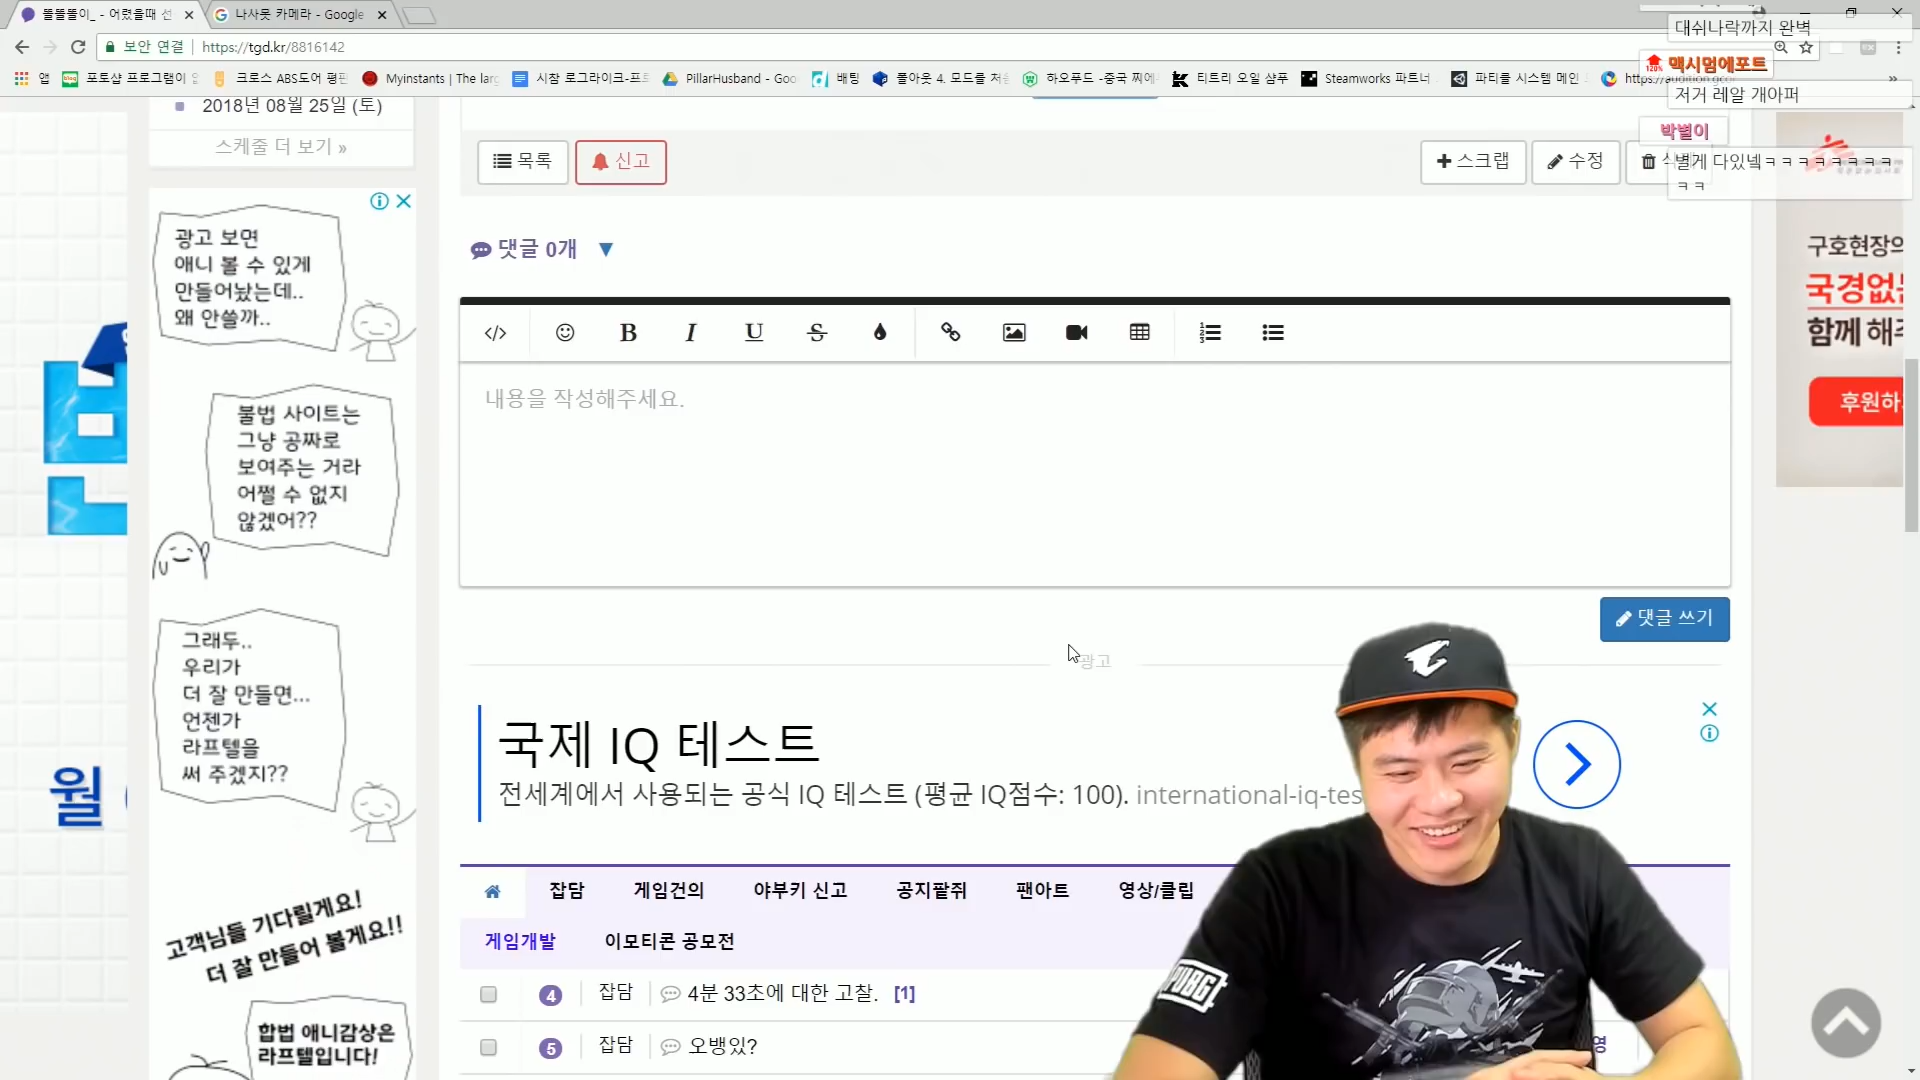 똘똘똘이_ - 어렸을때 선
나사못 카메라 - Google
보안 연결
https://tgd.kr/8816142
앱
포토샵 프로그램이 안
크로스 ABS도어 평판
Myinstants | The larg
시참 로그라이크-프트
PillarHusband - Goo
배팅
폴아웃 4. 모드를 처음
하오푸드 -중국 찌에
티트리 오일 샴푸
Steamworks 파트너
파티클 시스템 메인
대쉬나락까지 완벽
120%
맥시멈에포트
저거 레알 개아퍼
박별이
별게 다있넼ㅋㅋㅋㅋㅋㅋㅋ
ㅋㅋ
2018년 08월 25일 (토)
스케줄 더 보기 »
목록
신고
스크랩
수정
댓글 0개
내용을 작성해주세요.
댓글 쓰기
광고
광고 보면
애니 볼 수 있게
만들어놨는데..
왜 안쓸까..
불법 사이트는
그냥 공짜로
보여주는 거라
어쩔 수 없지
않겠어??
그래두..
우리가
더 잘 만들면...
언젠가
라프텔을
써 주겠지??
고객님들 기다릴게요!
더 잘 만들어 볼게요!!
합법 애니감상은
라프텔입니다!
월
구호현장의
국경없는
함께 해주
후원하
국제 IQ 테스트
전세계에서 사용되는 공식 IQ 테스트 (평균 IQ점수: 100). international-iq-tes
잡담
게임건의
야부키 신고
공지팔쥐
팬아트
영상/클립
게임개발
이모티콘 공모전
4
잡담
4분 33초에 대한 고찰. [1]
5
잡담
오뱅있?
영
PUBG